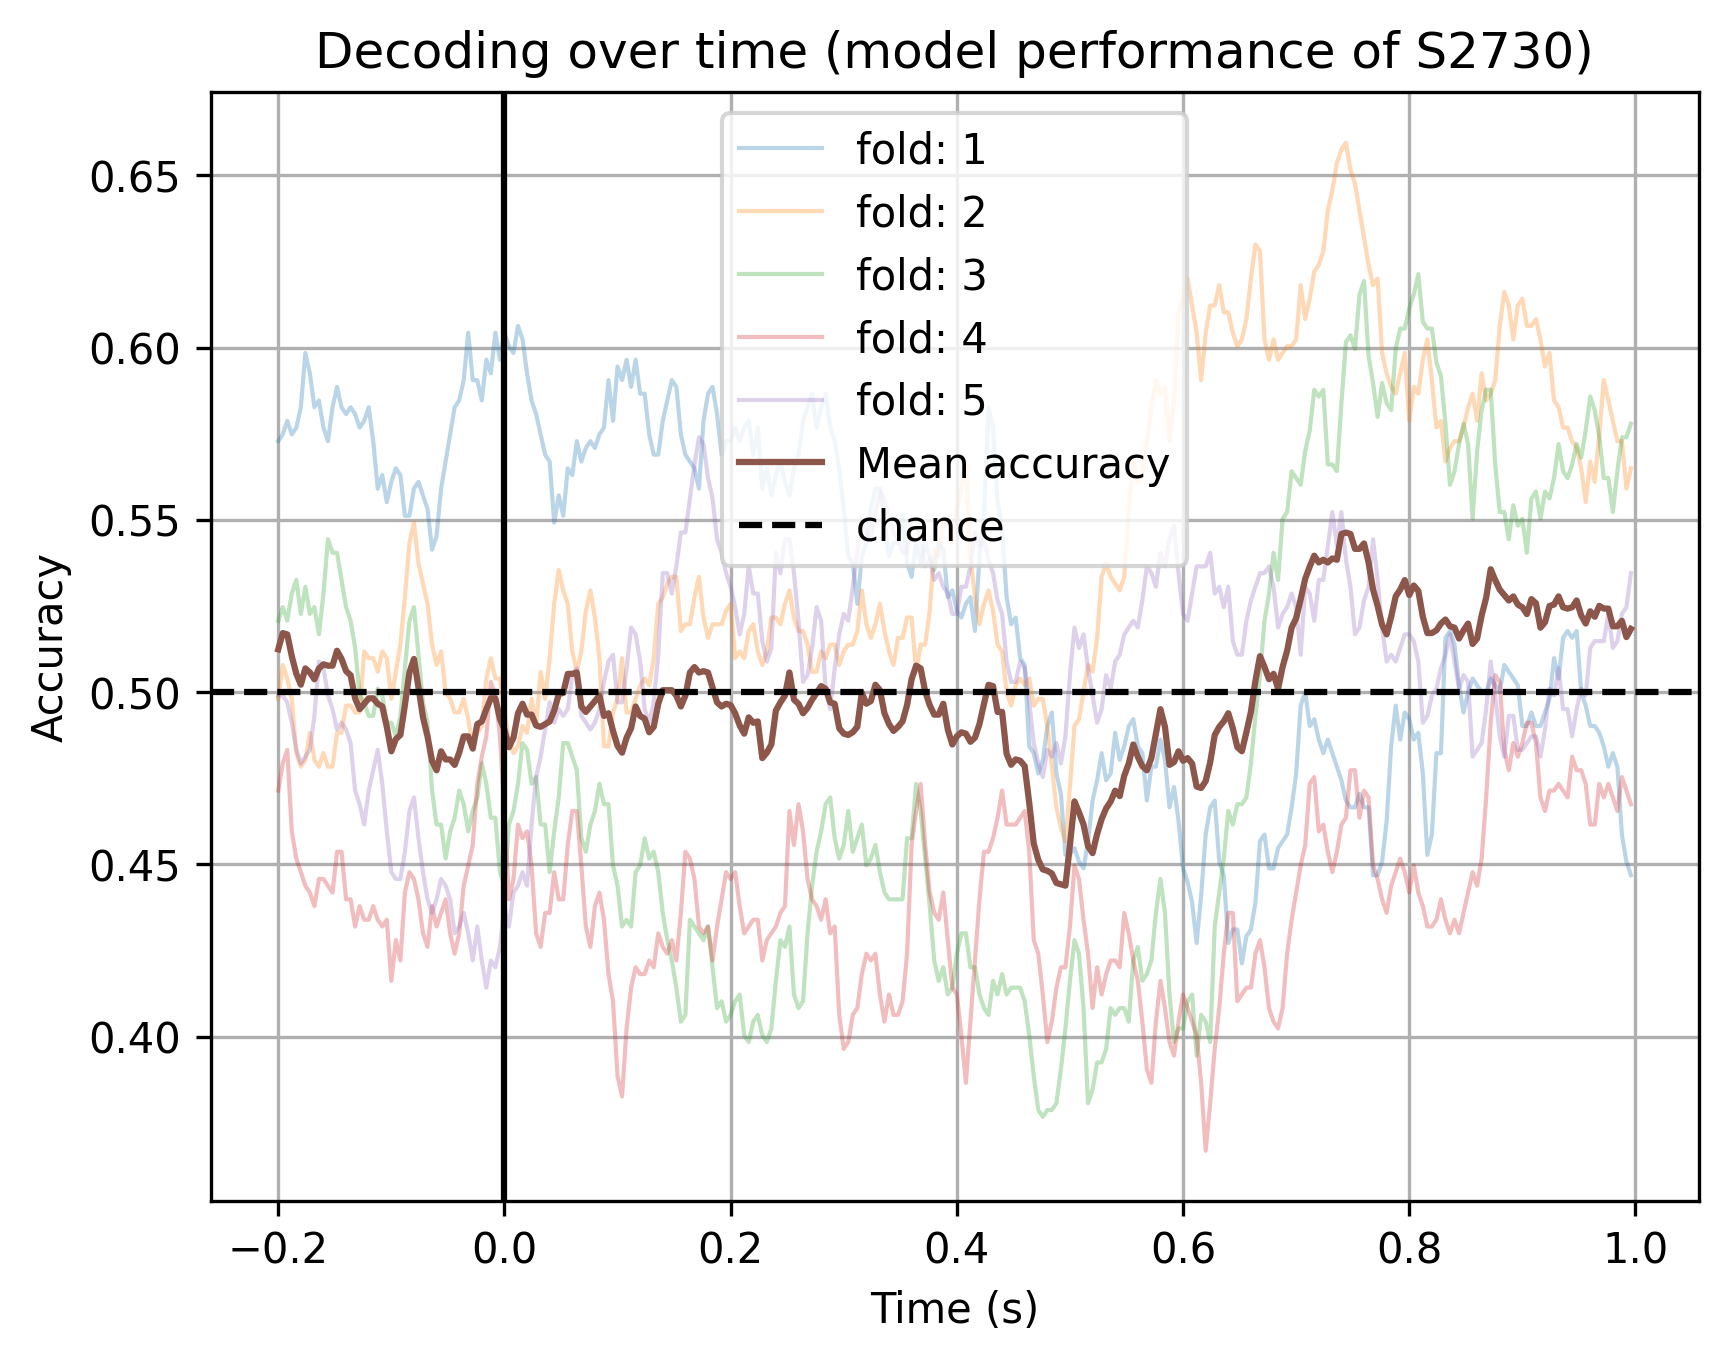 Decoding over time (model performance of S2730)
fold: 1
fold: 2
fold: 3
fold: 4
fold: 5
Mean accuracy
chance
Accuracy
0.65
0.60
0.55
0.50
0.45
0.40
−0.2 0.0 0.2 0.4 0.6 0.8 1.0
Time (s)